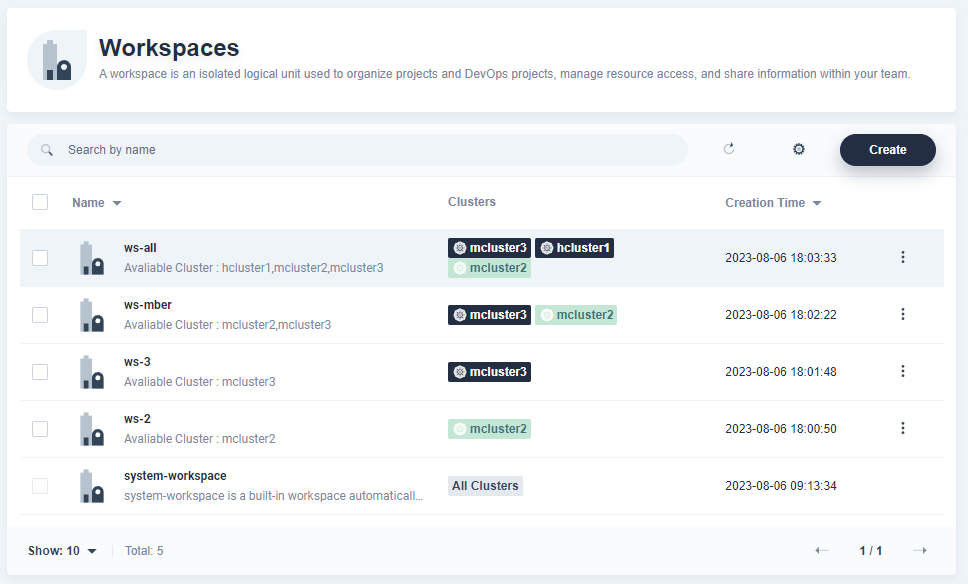 Workspaces
A workspace is an isolated logical unit used to organize projects and DevOps projects, manage resource access, and share information within your team.
Search by name
Create
Name Clusters Creation Time
ws-all
Avaliable Cluster : hcluster1,mcluster2,mcluster3
mcluster3 hcluster1
mcluster2
2023-08-06 18:03:33
ws-mber
Avaliable Cluster : mcluster2,mcluster3
mcluster3 mcluster2
2023-08-06 18:02:22
ws-3
Avaliable Cluster : mcluster3
mcluster3
2023-08-06 18:01:48
ws-2
Avaliable Cluster : mcluster2
mcluster2
2023-08-06 18:00:50
system-workspace
system-workspace is a built-in workspace automaticall...
All Clusters
2023-08-06 09:13:34
Show: 10 Total: 5 1 / 1